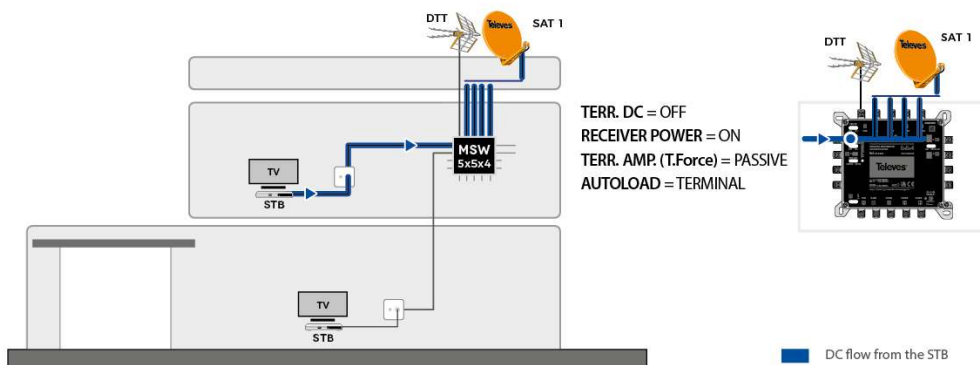 DTT
Televes
SAT 1
MSW
5x5x4
TV
STB
TV
STB
TERR. DC = OFF
RECEIVER POWER = ON
TERR. AMP. (T.Force) = PASSIVE
AUTOLOAD = TERMINAL
DTT
Televes
SAT 1
Televes
DC flow from the STB